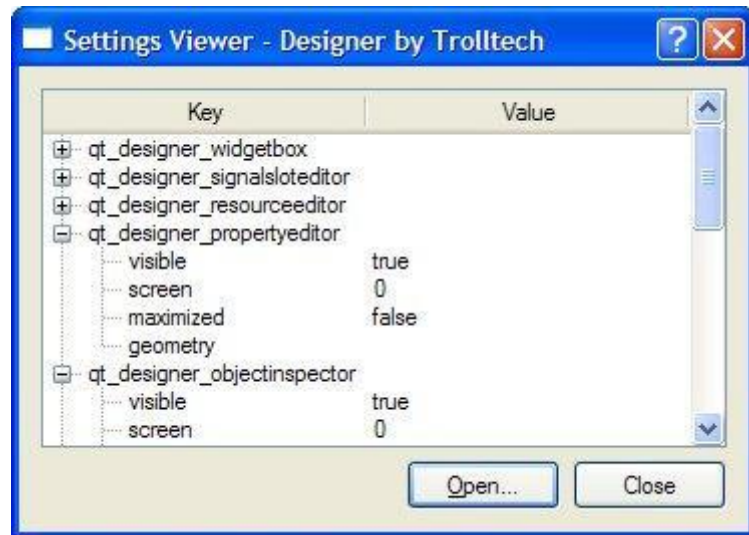 Settings Viewer - Designer by Trolltech
Key Value
qt_designer_widgetbox
qt_designer_signalsloteditor
qt_designer_resourceeditor
qt_designer_propertyeditor
visible true
screen 0
maximized false
geometry
qt_designer_objectinspector
visible true
screen 0
Open... Close